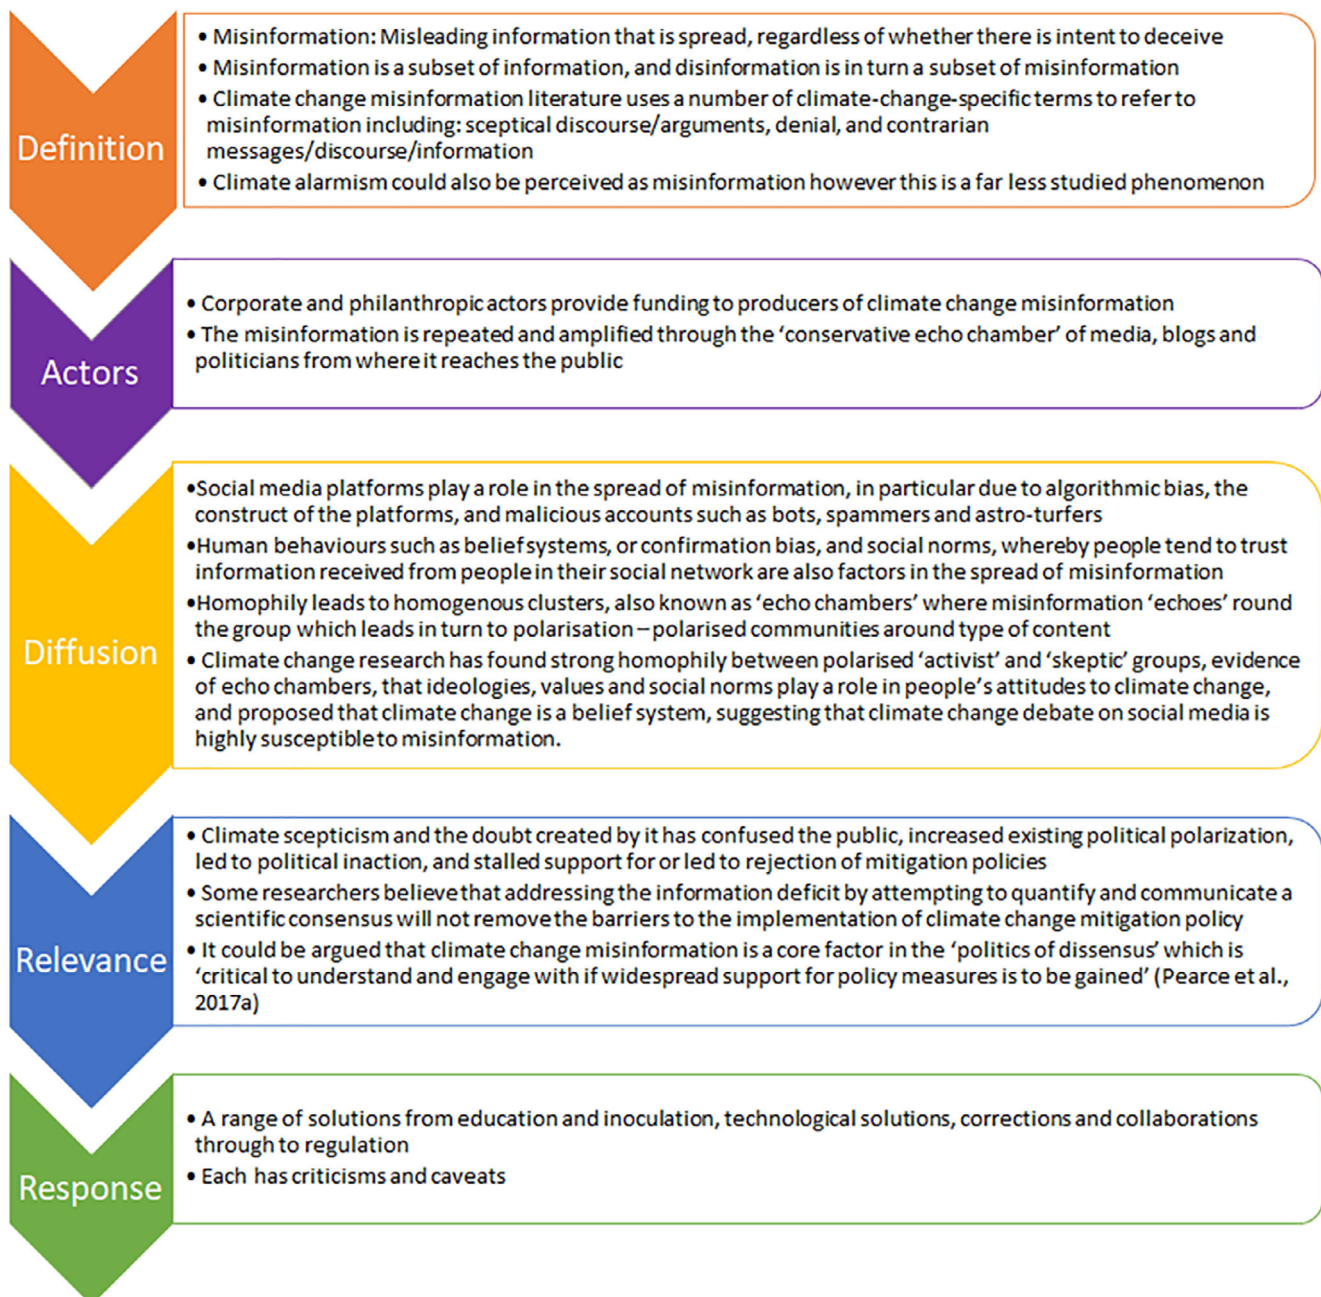 Definition
• Misinformation: Misleading information that is spread, regardless of whether there is intent to deceive
• Misinformation is a subset of information, and disinformation is in turn a subset of misinformation
• Climate change misinformation literature uses a number of climate-change-specific terms to refer to
misinformation including: sceptical discourse/arguments, denial, and contrarian
messages/discourse/information
• Climate alarmism could also be perceived as misinformation however this is a far less studied phenomenon
Actors
• Corporate and philanthropic actors provide funding to producers of climate change misinformation
• The misinformation is repeated and amplified through the ‘conservative echo chamber’ of media, blogs and
politicians from where it reaches the public
Diffusion
•Social media platforms play a role in the spread of misinformation, in particular due to algorithmic bias, the
construct of the platforms, and malicious accounts such as bots, spammers and astro-turfers
•Human behaviours such as belief systems, or confirmation bias, and social norms, whereby people tend to trust
information received from people in their social network are also factors in the spread of misinformation
•Homophily leads to homogenous clusters, also known as ‘echo chambers’ where misinformation ‘echoes’ round
the group which leads in turn to polarisation – polarised communities around type of content
• Climate change research has found strong homophily between polarised ‘activist’ and ‘skeptic’ groups, evidence
of echo chambers, that ideologies, values and social norms play a role in people’s attitudes to climate change,
and proposed that climate change is a belief system, suggesting that climate change debate on social media is
highly susceptible to misinformation.
Relevance
• Climate scepticism and the doubt created by it has confused the public, increased existing political polarization,
led to political inaction, and stalled support for or led to rejection of mitigation policies
• Some researchers believe that addressing the information deficit by attempting to quantify and communicate a
scientific consensus will not remove the barriers to the implementation of climate change mitigation policy
• It could be argued that climate change misinformation is a core factor in the ‘politics of dissensus’ which is
‘critical to understand and engage with if widespread support for policy measures is to be gained’ (Pearce et al.,
2017a)
Response
• A range of solutions from education and inoculation, technological solutions, corrections and collaborations
through to regulation
• Each has criticisms and caveats